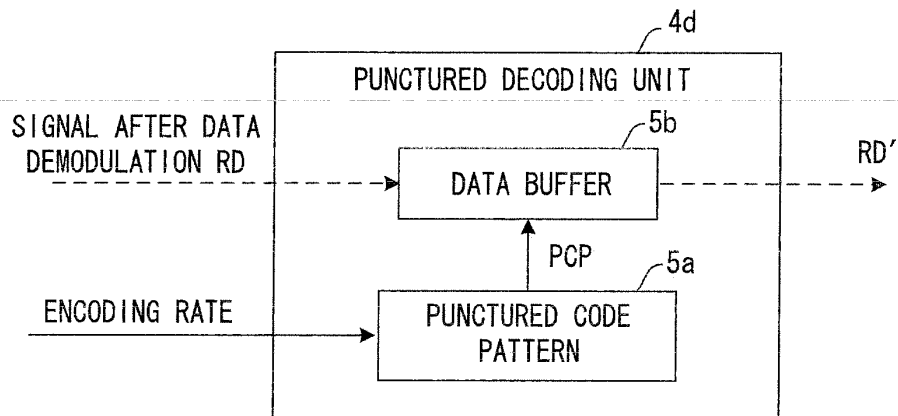 4d
PUNCTURED DECODING UNIT
SIGNAL AFTER DATA
DEMODULATION RD
5b
DATA BUFFER
RD'
PCP
5a
ENCODING RATE
PUNCTURED CODE
PATTERN